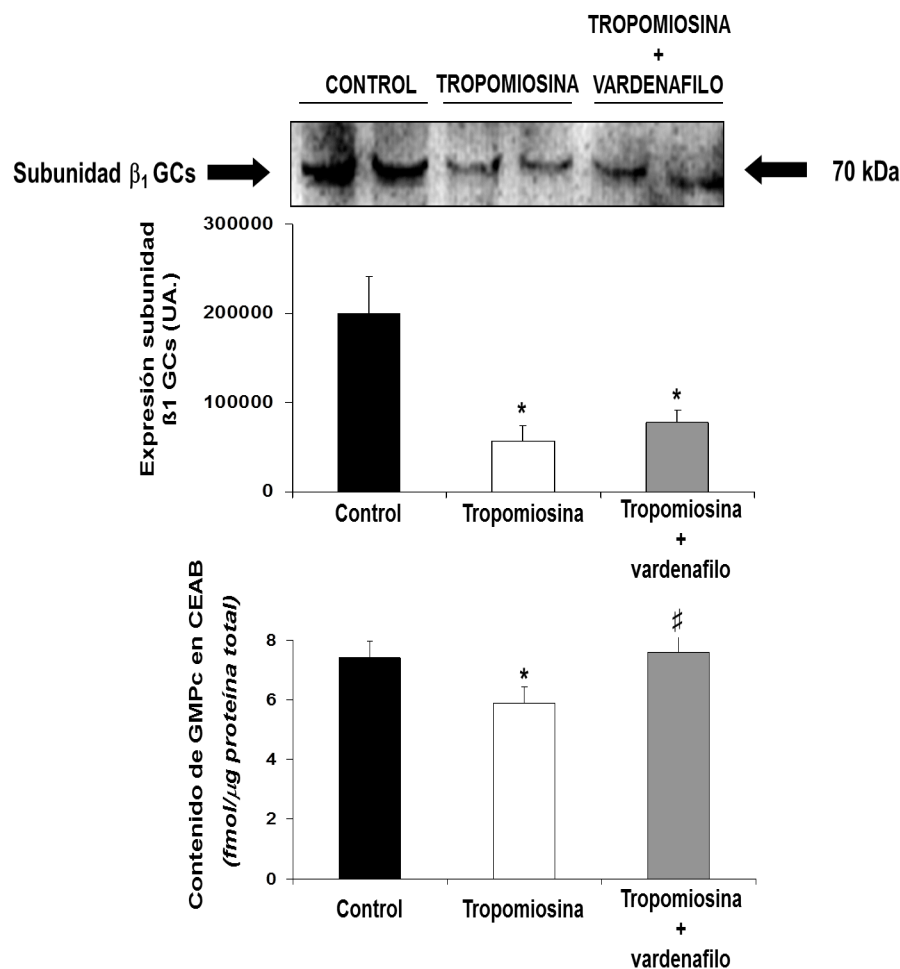 TROPOMIOSINA
+
CONTROL TROPOMIOSINA VARDENAFILO
Subunidad β₁ GCs 70 kDa
Expresión subunidad
ß1 GCs (UA.)
300000
200000
100000
0
*
*
Control Tropomiosina Tropomiosina
+
vardenafilo
Contenido de GMPc en CEAB
(fmol/µg proteína total)
8
6
4
2
0
*
♯
Control Tropomiosina Tropomiosina
+
vardenafilo